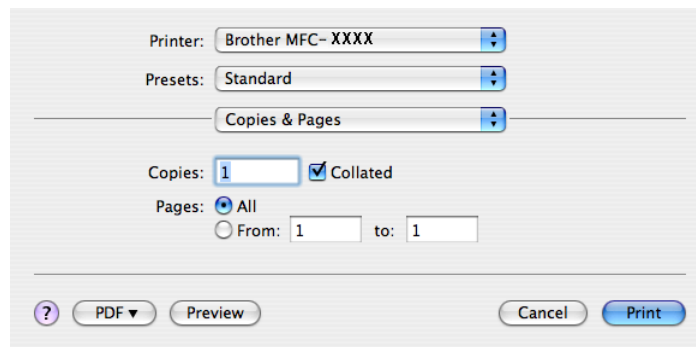 Printer: Brother MFC- XXXX
Presets: Standard
Copies & Pages
Copies: 1 Collated
Pages: All
From: 1 to: 1
? PDF ▼ Preview Cancel Print